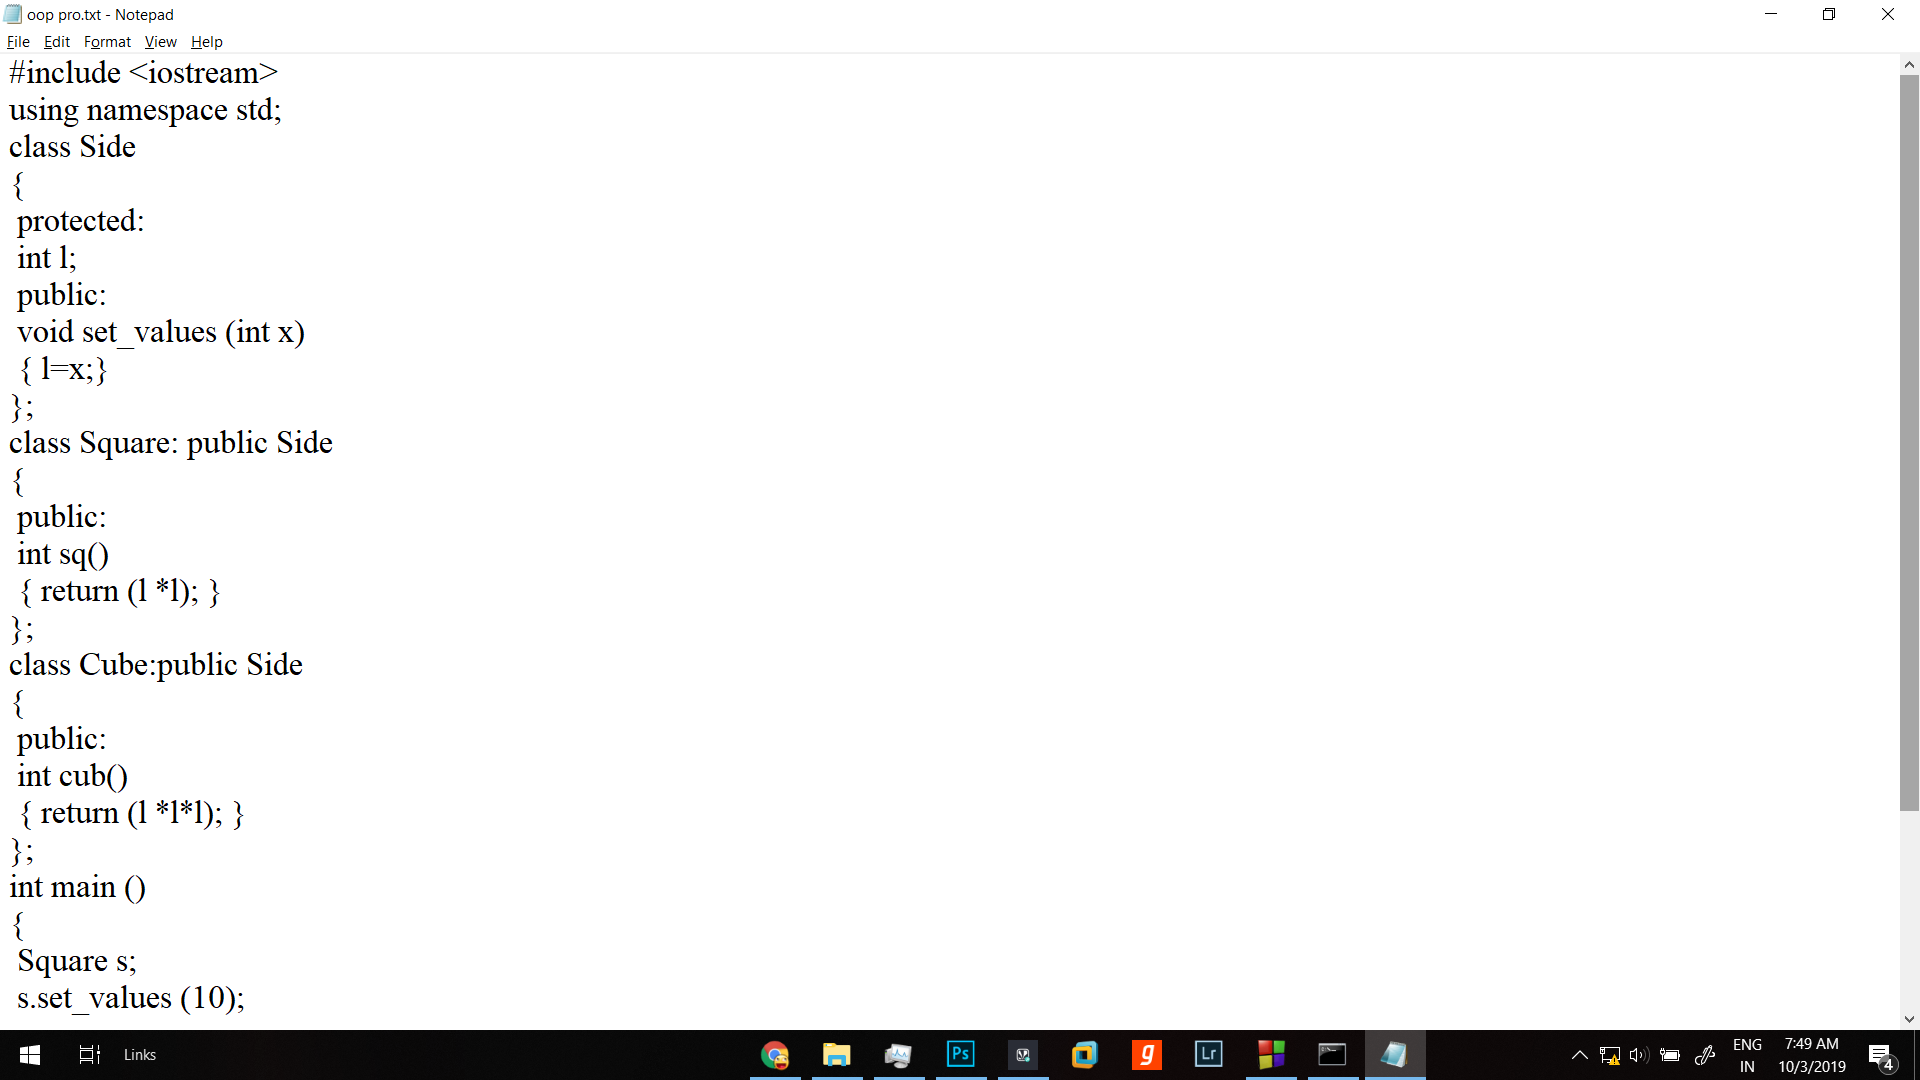 oop pro.txt - Notepad
File Edit Format View Help
#include <iostream>
using namespace std;
class Side
{
protected:
int l;
public:
void set_values (int x)
{ l=x;}
};
class Square: public Side
{
public:
int sq()
{ return (l *l); }
};
class Cube:public Side
{
public:
int cub()
{ return (l *l*l); }
};
int main ()
{
Square s;
s.set_values (10);
Links
Ps
g
Lr
ENG
IN
7:49 AM
10/3/2019
4